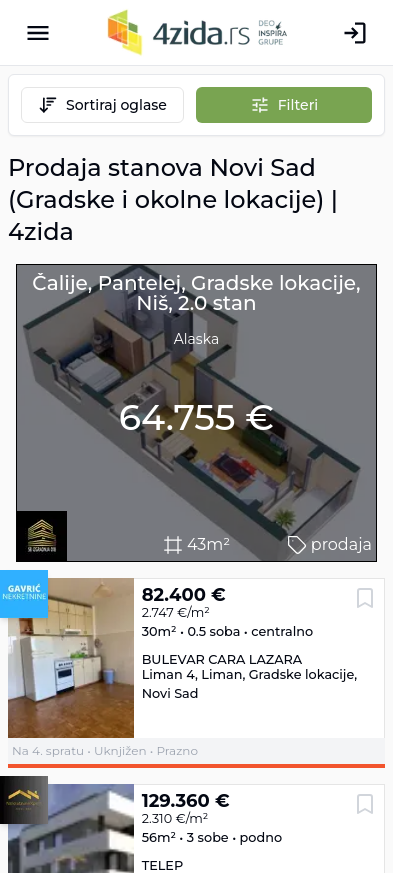 4zida.rs DEO INSPIRA GRUPE
Sortiraj oglase
Filteri
Prodaja stanova Novi Sad
(Gradske i okolne lokacije) |
4zida
Čalije, Pantelej, Gradske lokacije,
Niš, 2.0 stan
Alaska
64.755 €
43m²
prodaja
GAVRIĆ
NEKRETNINE
82.400 €
2.747 €/m²
30m² • 0.5 soba • centralno
BULEVAR CARA LAZARA
Liman 4, Liman, Gradske lokacije,
Novi Sad
Na 4. spratu • Uknjižen • Prazno
129.360 €
2.310 €/m²
56m² • 3 sobe • podno
TELEP